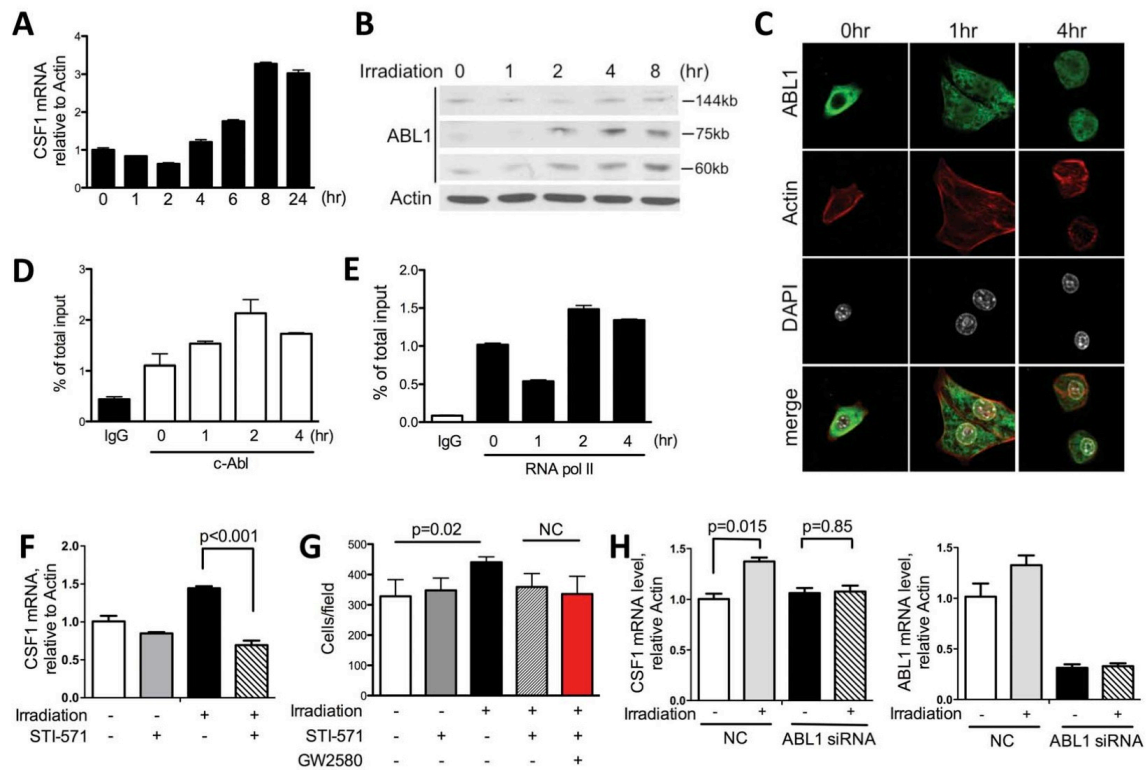 A
CSF1 mRNA
relative to Actin
4
3
2
1
0
0 1 2 4 6 8 24 (hr)
B
Irradiation 0 1 2 4 8 (hr)
ABL1
144kb
75kb
60kb
Actin
C
0hr 1hr 4hr
ABL1
Actin
DAPI
merge
D
% of total input
3
2
1
0
IgG 0 1 2 4 (hr)
c-Abl
E
% of total input
2.0
1.5
1.0
0.5
0.0
IgG 0 1 2 4 (hr)
RNA pol II
F
CSF1 mRNA,
relative to Actin
2.0
1.5
1.0
0.5
0.0
p<0.001
Irradiation - - + +
STI-571 - + - +
G
Cells/field
500
400
300
200
100
0
p=0.02
NC
Irradiation - - + + +
STI-571 - + - + +
GW2580 - - - - +
H
CSF1 mRNA level,
relative Actin
1.5
1.0
0.5
0.0
p=0.015
p=0.85
Irradiation - + - +
NC ABL1 siRNA
ABL1 mRNA level,
relative Actin
1.5
1.0
0.5
0.0
- + - +
NC ABL1 siRNA